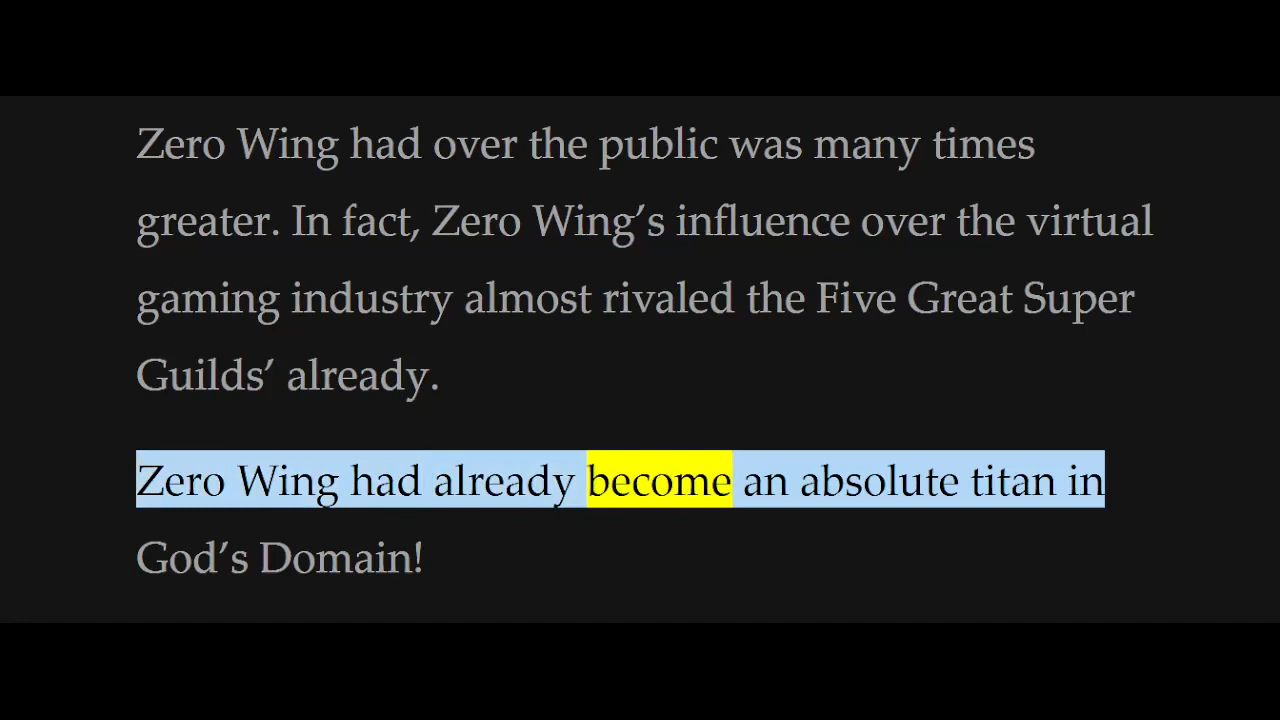 Zero Wing had over the public was many times
greater. In fact, Zero Wing’s influence over the virtual
gaming industry almost rivaled the Five Great Super
Guilds’ already.
Zero Wing had already become an absolute titan in
God’s Domain!